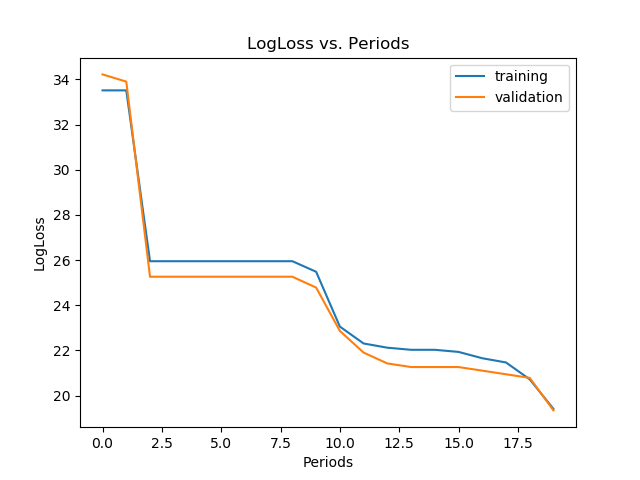 LogLoss vs. Periods
training
validation
LogLoss
34
32
30
28
26
24
22
20
0.0 2.5 5.0 7.5 10.0 12.5 15.0 17.5
Periods